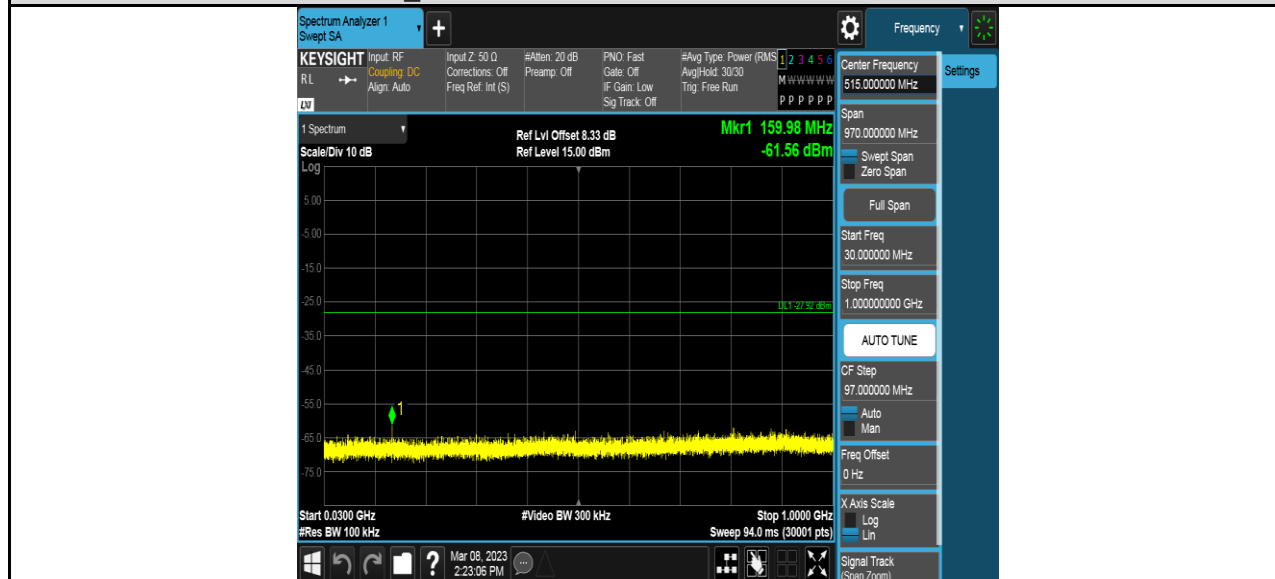 Spectrum Analyzer 1
Swept SA
+
Frequency
KEYSIGHT
RL
LXI
Input: RF
Coupling: DC
Align: Auto
Input Z: 50 Ω
Corrections: Off
Freq Ref: Int (S)
#Atten: 20 dB
Preamp: Off
PNO: Fast
Gate: Off
IF Gain: Low
Sig Track: Off
#Avg Type: Power (RMS
Avg|Hold: 30/30
Trig: Free Run
1 2 3 4 5 6
M W W W W W
P P P P P P
1 Spectrum
Scale/Div 10 dB
Log
Ref Lvl Offset 8.33 dB
Ref Level 15.00 dBm
Mkr1 159.98 MHz
-61.56 dBm
5.00
-5.00
-15.0
-25.0
DL1 -27.92 dBm
-35.0
-45.0
-55.0
1
-65.0
-75.0
Start 0.0300 GHz
#Video BW 300 kHz
Stop 1.0000 GHz
#Res BW 100 kHz
Sweep 94.0 ms (30001 pts)
?
Mar 08, 2023
2:23:06 PM
Center Frequency
515.000000 MHz
Settings
Span
970.000000 MHz
Swept Span
Zero Span
Full Span
Start Freq
30.000000 MHz
Stop Freq
1.000000000 GHz
AUTO TUNE
CF Step
97.000000 MHz
Auto
Man
Freq Offset
0 Hz
X Axis Scale
Log
Lin
Signal Track
(Span Zoom)